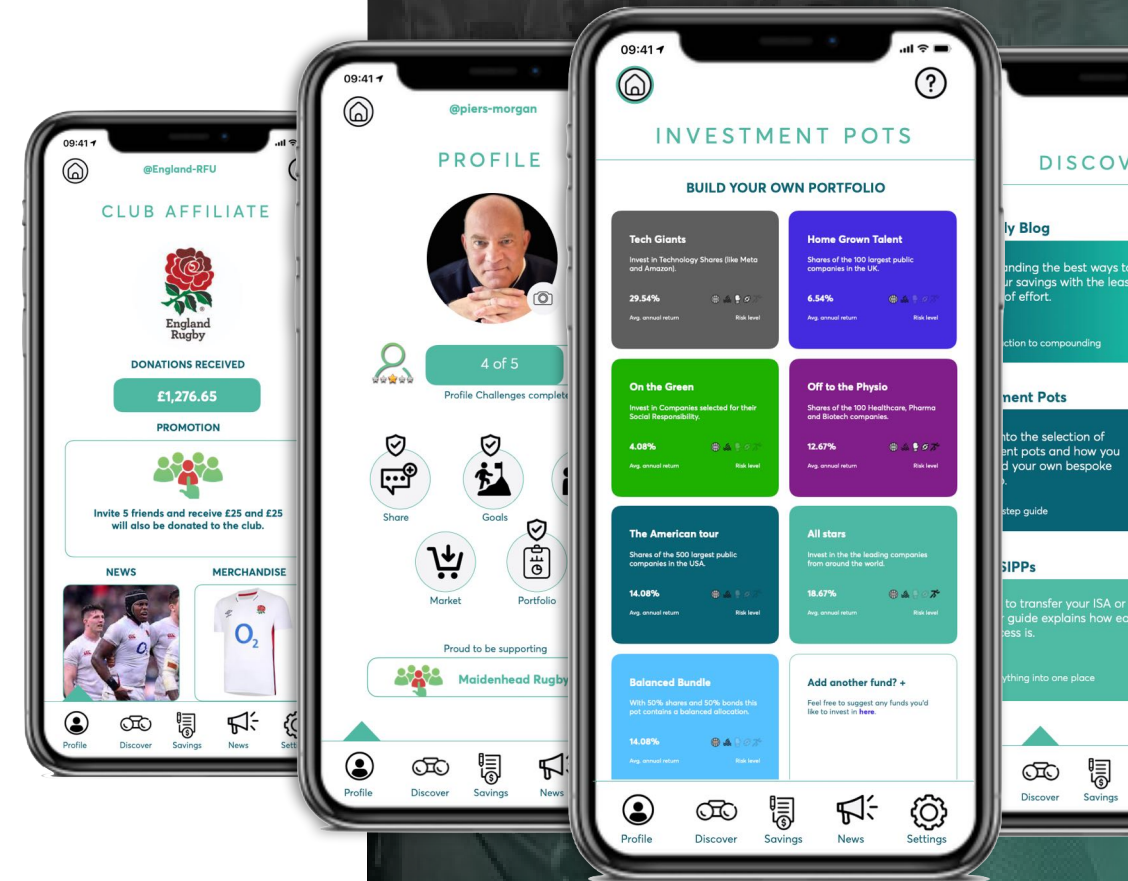 09:41
@England-RFU
CLUB AFFILIATE
England
Rugby
DONATIONS RECEIVED
£1,276.65
PROMOTION
Invite 5 friends and receive £25 and £25
will also be donated to the club.
NEWS
MERCHANDISE
O2
O2
Profile
Discover
Savings
News
Sett
09:41
@piers-morgan
PROFILE
4 of 5
Profile Challenges complete
Share
Goals
Market
Portfolio
Proud to be supporting
Maidenhead Rugby
Profile
Discover
Savings
News
09:41
?
INVESTMENT POTS
BUILD YOUR OWN PORTFOLIO
Tech Giants
Invest in Technology Shares (like Meta
and Amazon).
29.54%
Avg. annual return
Risk level
Home Grown Talent
Shares of the 100 largest public
companies in the UK.
6.54%
Avg. annual return
Risk level
On the Green
Invest in Companies selected for their
Social Responsibility.
4.08%
Avg. annual return
Risk level
Off to the Physio
Shares of the 100 Healthcare, Pharma
and Biotech companies.
12.67%
Avg. annual return
Risk level
The American tour
Shares of the 500 largest public
companies in the USA.
14.08%
Avg. annual return
Risk level
All stars
Invest in the the leading companies
from around the world.
18.67%
Avg. annual return
Risk level
Balanced Bundle
With 50% shares and 50% bonds this
pot contains a balanced allocation.
14.08%
Avg. annual return
Risk level
Add another fund? +
Feel free to suggest any funds you'd
like to invest in here.
Profile
Discover
Savings
News
Settings
DISCOV
ly Blog
anding the best ways to
ur savings with the leas
of effort.
ction to compounding
ment Pots
nto the selection of
ent pots and how you
d your own bespoke
step guide
SIPPs
to transfer your ISA or
guide explains how ea
cess is.
ything into one place
Discover
Savings